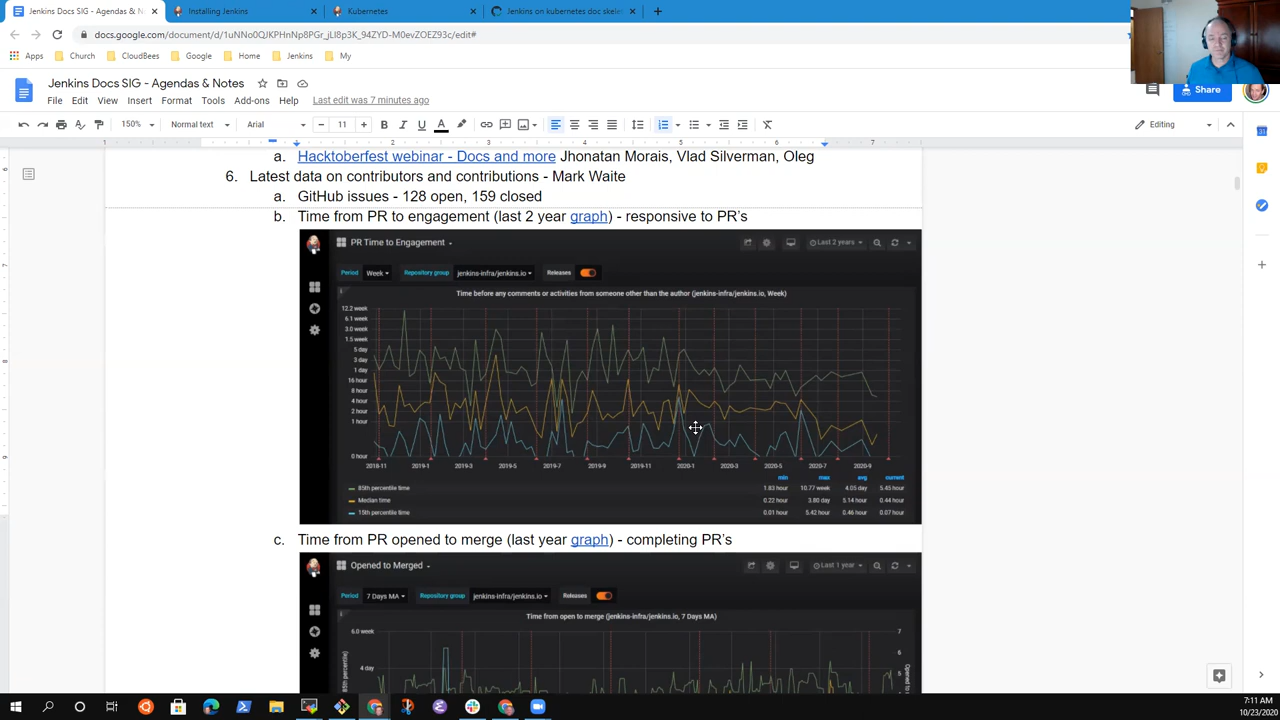 Jenkins Docs SIG - Agendas & N
Installing Jenkins
Kubernetes
Jenkins on kubernetes doc skele
docs.google.com/document/d/1uNNo0QJKPHnNp8PGr_jLl8p3K_94ZYD-M0evZOEZ93c/edit#
Apps
Church
CloudBees
Google
Home
Jenkins
My
Jenkins Docs SIG - Agendas & Notes
File Edit View Insert Format Tools Add-ons Help Last edit was 7 minutes ago
Share
150% Normal text Arial 11 Editing
1 1 2 3 4 5 6 7
a. Hacktoberfest webinar - Docs and more Jhonatan Morais, Vlad Silverman, Oleg
6. Latest data on contributors and contributions - Mark Waite
a. GitHub issues - 128 open, 159 closed
b. Time from PR to engagement (last 2 year graph) - responsive to PR's
PR Time to Engagement
Last 2 years
Period Week Repository group jenkins-infra/jenkins.io Releases
Time before any comments or activities from someone other than the author (jenkins-infra/jenkins.io, Week)
12.2 week
6.1 week
3.0 week
1.5 week
5 day
3 day
1 day
16 hour
8 hour
4 hour
2 hour
1 hour
0 hour
2018-11 2019-1 2019-3 2019-5 2019-7 2019-9 2019-11 2020-1 2020-3 2020-5 2020-7 2020-9
min max avg current
85th percentile time 1.83 hour 10.77 week 4.05 day 5.45 hour
Median time 0.22 hour 3.80 day 5.14 hour 0.44 hour
15th percentile time 0.01 hour 5.42 hour 0.46 hour 0.07 hour
c. Time from PR opened to merge (last year graph) - completing PR's
Opened to Merged
Last 1 year
Period 7 Days MA Repository group jenkins-infra/jenkins.io Releases
Time from open to merge (jenkins-infra/jenkins.io, 7 Days MA)
6.0 week
4 day
7
6
5
7:11 AM
10/23/2020